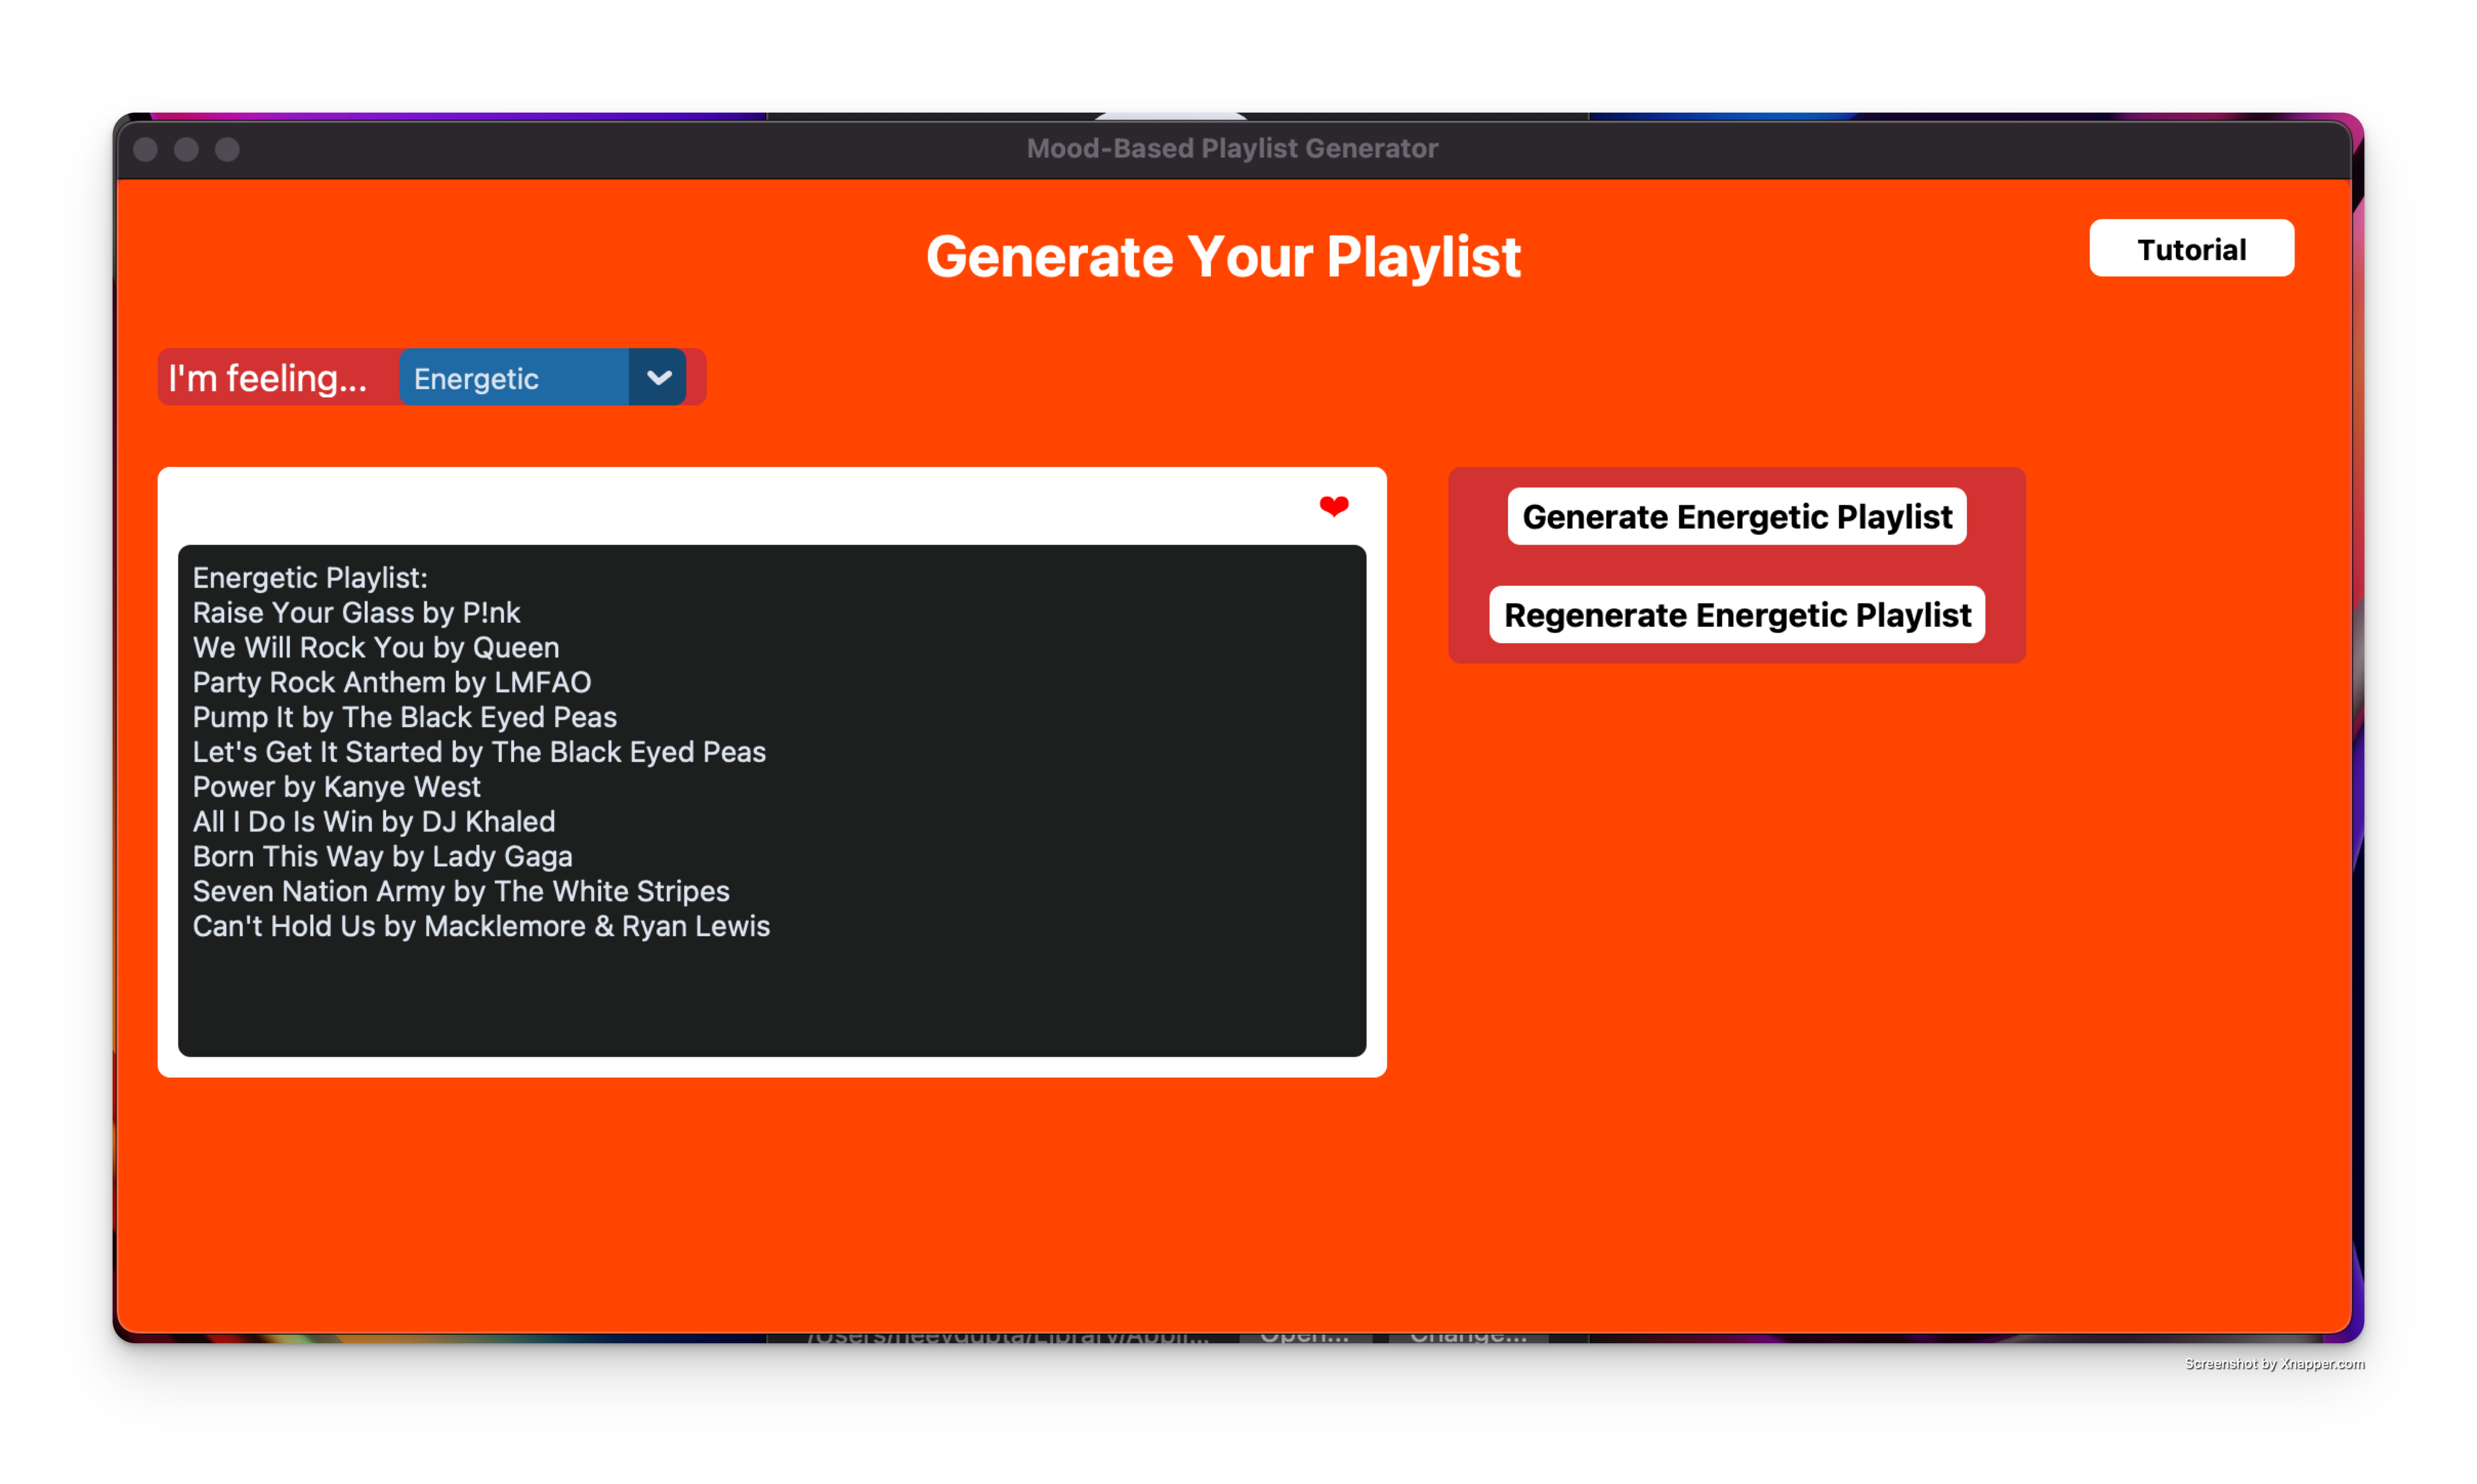 Mood-Based Playlist Generator
Generate Your Playlist
Tutorial
I'm feeling...
Energetic
Energetic Playlist:
Raise Your Glass by P!nk
We Will Rock You by Queen
Party Rock Anthem by LMFAO
Pump It by The Black Eyed Peas
Let's Get It Started by The Black Eyed Peas
Power by Kanye West
All I Do Is Win by DJ Khaled
Born This Way by Lady Gaga
Seven Nation Army by The White Stripes
Can't Hold Us by Macklemore & Ryan Lewis
Generate Energetic Playlist
Regenerate Energetic Playlist
Open... Change...
Screenshot by Xnapper.com